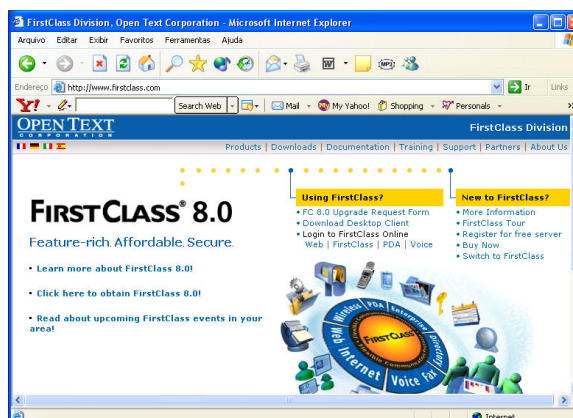 FirstClass Division, Open Text Corporation - Microsoft Internet Explorer
Arquivo Editar Exibir Favoritos Ferramentas Ajuda
W MP3
Endereço http://www.firstclass.com Ir Links
Y! Search Web Mail My Yahoo! Shopping Personals
OPEN TEXT
CORPORATION
FirstClass Division
Products | Downloads | Documentation | Training | Support | Partners | About Us
FIRSTCLASS® 8.0
Feature-rich. Affordable. Secure.
• Learn more about FirstClass 8.0!
• Click here to obtain FirstClass 8.0!
• Read about upcoming FirstClass events in your
area!
Using FirstClass?
• FC 8.0 Upgrade Request Form
• Download Desktop Client
• Login to FirstClass Online
Web | FirstClass | PDA | Voice
New to FirstClass?
• More Information
• FirstClass Tour
• Register for free server
• Buy Now
• Switch to FirstClass
Wireless PDA Enterprise Directory
Web Internet Voice Fax
FIRSTCLASS
Internet